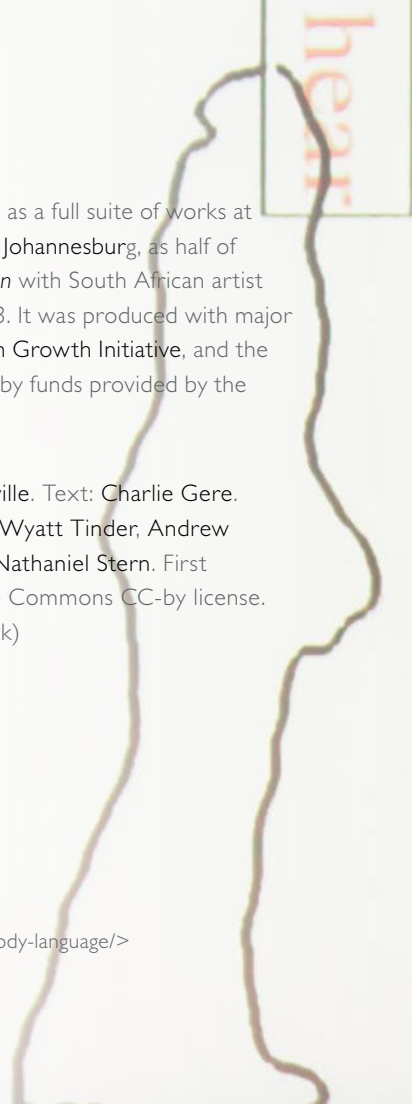 hear
as a full suite of works at
Johannesburg, as half of
with South African artist
3. It was produced with major
Growth Initiative, and the
by funds provided by the
ville. Text: Charlie Gere.
Wyatt Tinder, Andrew
Nathaniel Stern. First
Commons CC-by license.
k)
ody-language/>